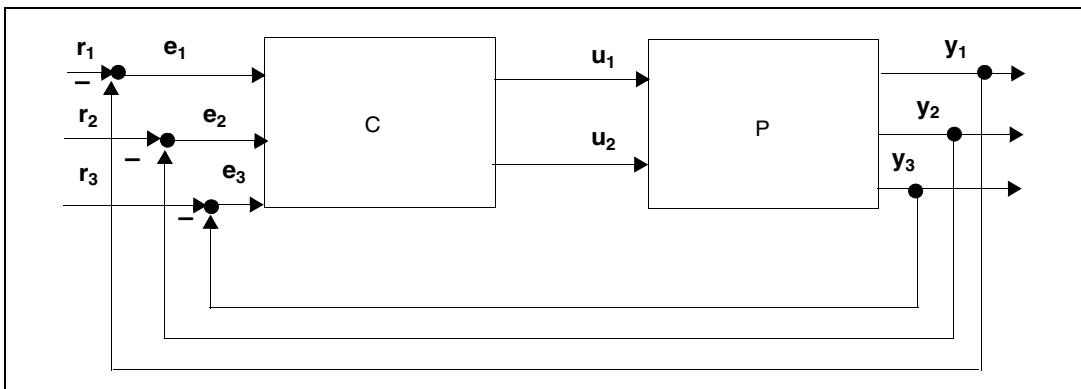 r₁ e₁ u₁ y₁
–
r₂ e₂ C P y₂
– u₂
r₃ e₃ y₃
–